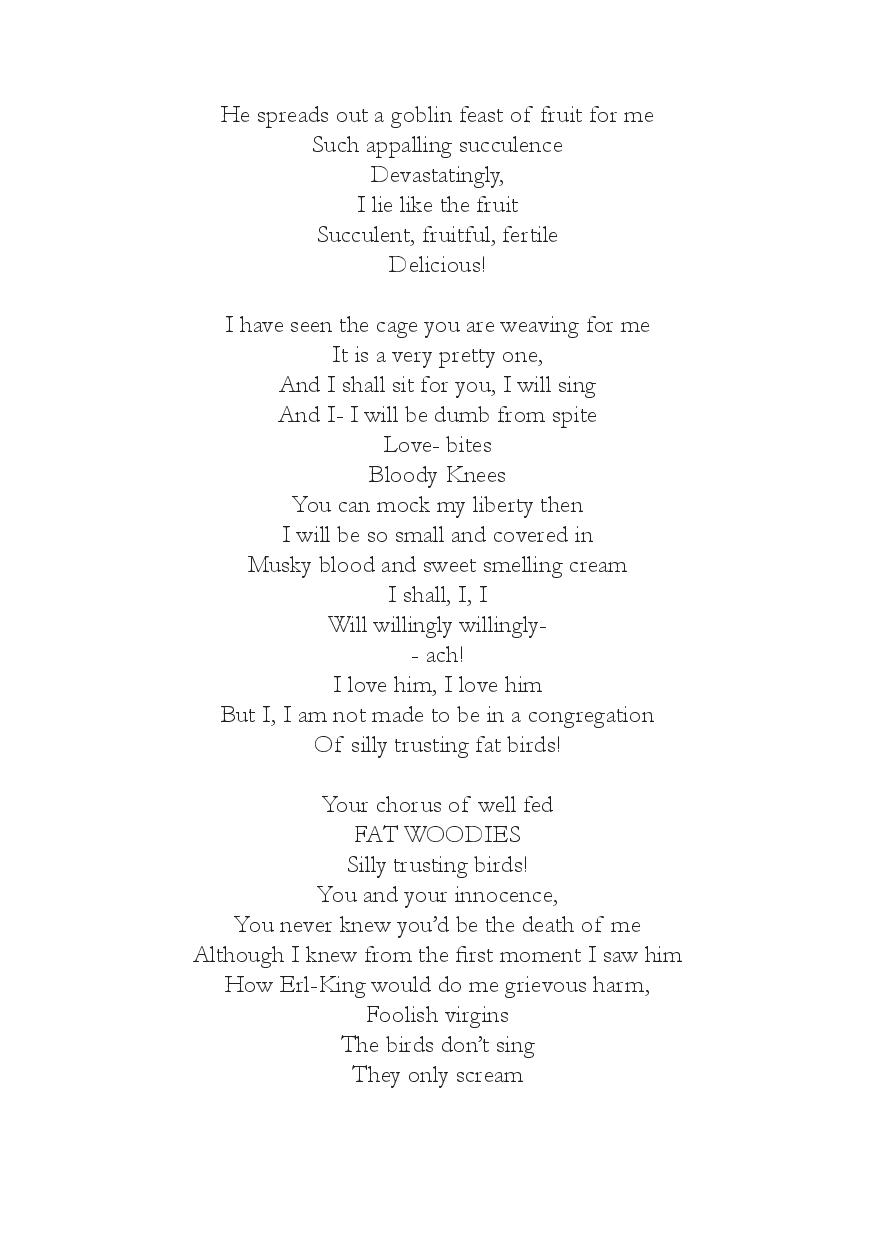 He spreads out a goblin feast of fruit for me
Such appalling succulence
Devastatingly,
I lie like the fruit
Succulent, fruitful, fertile
Delicious!

I have seen the cage you are weaving for me
It is a very pretty one,
And I shall sit for you, I will sing
And I- I will be dumb from spite
Love- bites
Bloody Knees
You can mock my liberty then
I will be so small and covered in
Musky blood and sweet smelling cream
I shall, I, I
Will willingly willingly-
- ach!
I love him, I love him
But I, I am not made to be in a congregation
Of silly trusting fat birds!

Your chorus of well fed
FAT WOODIES
Silly trusting birds!
You and your innocence,
You never knew you’d be the death of me
Although I knew from the first moment I saw him
How Erl-King would do me grievous harm,
Foolish virgins
The birds don’t sing
They only scream